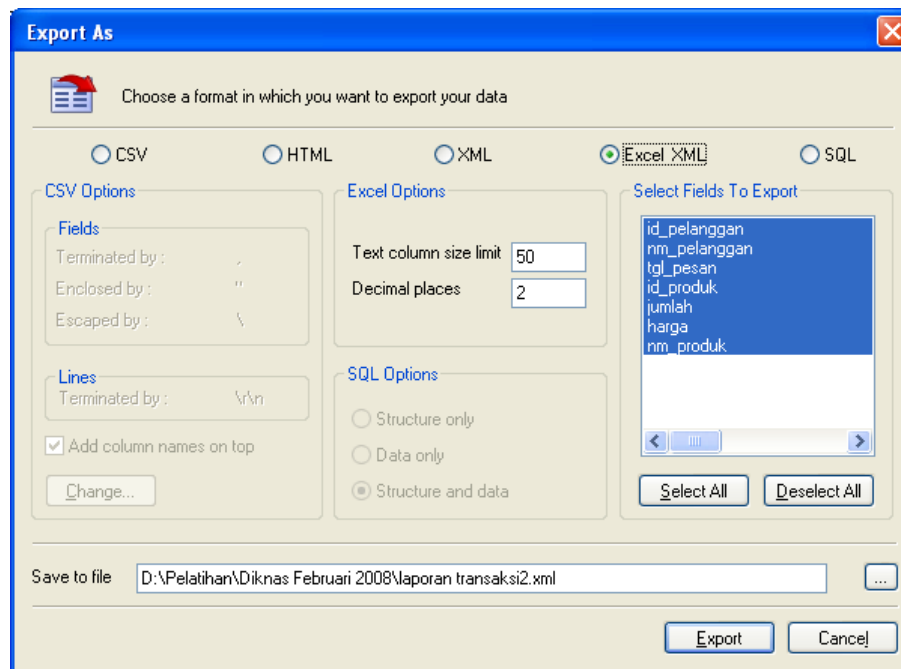 Export As
Choose a format in which you want to export your data
CSV HTML XML Excel XML SQL
CSV Options
Fields
Terminated by : ,
Enclosed by : "
Escaped by : \
Lines
Terminated by : \r\n
Add column names on top
Change...
Excel Options
Text column size limit 50
Decimal places 2
SQL Options
Structure only
Data only
Structure and data
Select Fields To Export
id_pelanggan
nm_pelanggan
tgl_pesan
id_produk
jumlah
harga
nm_produk
Select All Deselect All
Save to file D:\Pelatihan\Diknas Februari 2008\laporan transaksi2.xml ...
Export Cancel